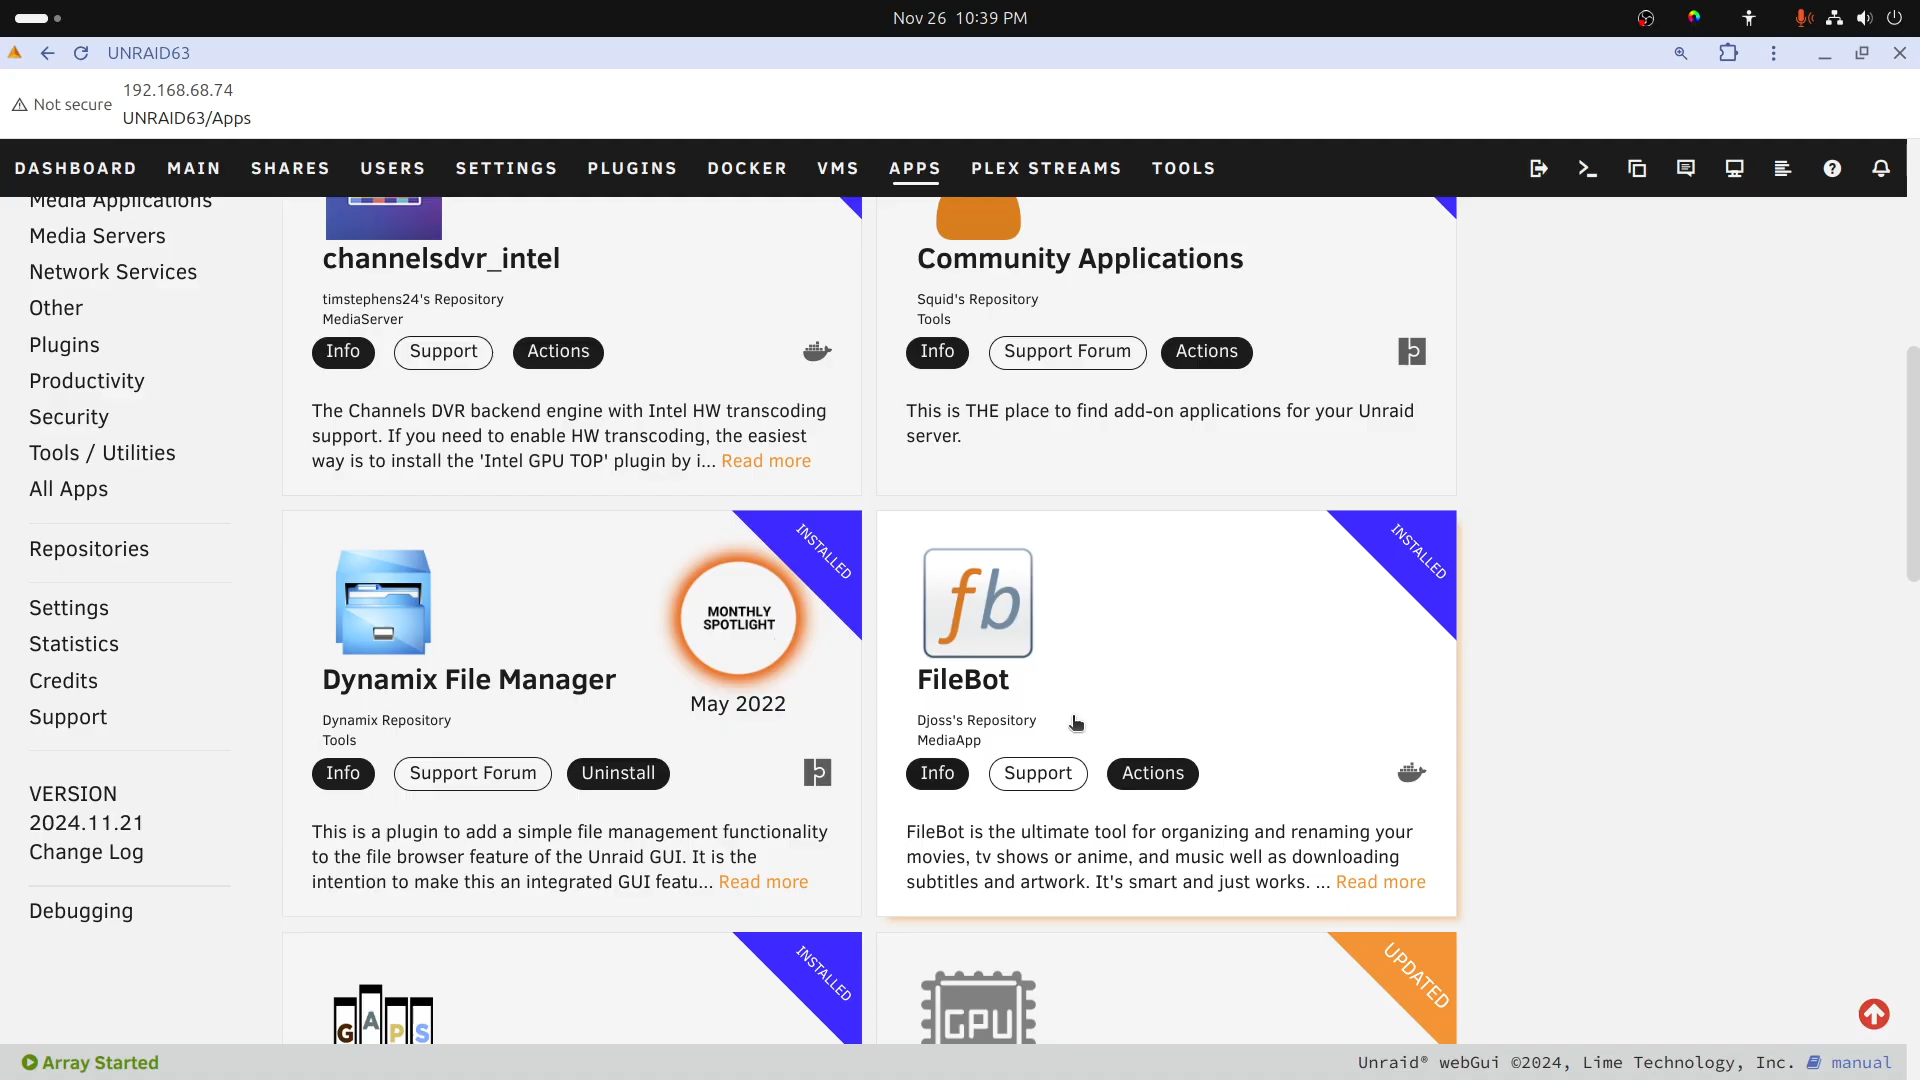 Nov 26 10:39 PM
UNRAID63
Not secure
192.168.68.74
UNRAID63/Apps
DASHBOARD MAIN SHARES USERS SETTINGS PLUGINS DOCKER VMS APPS PLEX STREAMS TOOLS
Media Applications
Media Servers
Network Services
Other
Plugins
Productivity
Security
Tools / Utilities
All Apps
Repositories
Settings
Statistics
Credits
Support
VERSION
2024.11.21
Change Log
Debugging
channelsdvr_intel
timstephens24's Repository
MediaServer
Info Support Actions
The Channels DVR backend engine with Intel HW transcoding
support. If you need to enable HW transcoding, the easiest
way is to install the 'Intel GPU TOP' plugin by i... Read more
Community Applications
Squid's Repository
Tools
Info Support Forum Actions
This is THE place to find add-on applications for your Unraid
server.
INSTALLED
MONTHLY
SPOTLIGHT
May 2022
Dynamix File Manager
Dynamix Repository
Tools
Info Support Forum Uninstall
This is a plugin to add a simple file management functionality
to the file browser feature of the Unraid GUI. It is the
intention to make this an integrated GUI featu... Read more
INSTALLED
fb
FileBot
Djoss's Repository
MediaApp
Info Support Actions
FileBot is the ultimate tool for organizing and renaming your
movies, tv shows or anime, and music well as downloading
subtitles and artwork. It's smart and just works. ... Read more
INSTALLED
GAPS
UPDATED
GPU
Array Started
Unraid® webGui ©2024, Lime Technology, Inc. manual